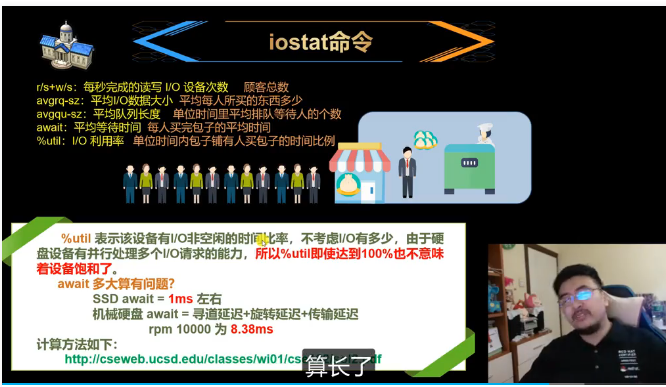 iostat命令
r/s+w/s：每秒完成的读写 I/O 设备次数 顾客总数
avgrq-sz：平均I/O数据大小 平均每人所买的东西多少
avgqu-sz：平均队列长度 单位时间里平均排队等待人的个数
await：平均等待时间 每人买完包子的平均时间
%util：I/O 利用率 单位时间内包子铺有人买包子的时间比例
%util 表示该设备有I/O非空闲的时间比率，不考虑I/O有多少，由于硬
盘设备有并行处理多个I/O请求的能力，所以%util即使达到100%也不意味
着设备饱和了。
await 多大算有问题?
SSD await = 1ms 左右
机械硬盘 await = 寻道延迟+旋转延迟+传输延迟
rpm 10000 为 8.38ms
计算方法如下：
http://cseweb.ucsd.edu/classes/wi01/cse
算长了